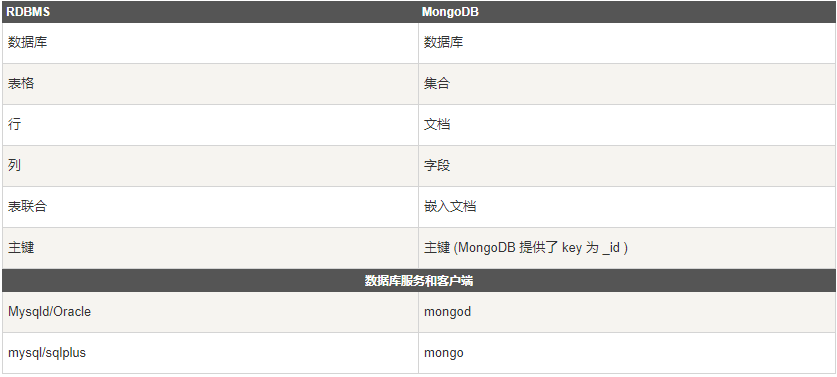 RDBMS MongoDB
数据库 数据库
表格 集合
行 文档
列 字段
表联合 嵌入文档
主键 主键 (MongoDB 提供了 key 为 _id )
数据库服务和客户端
Mysqld/Oracle mongod
mysql/sqlplus mongo